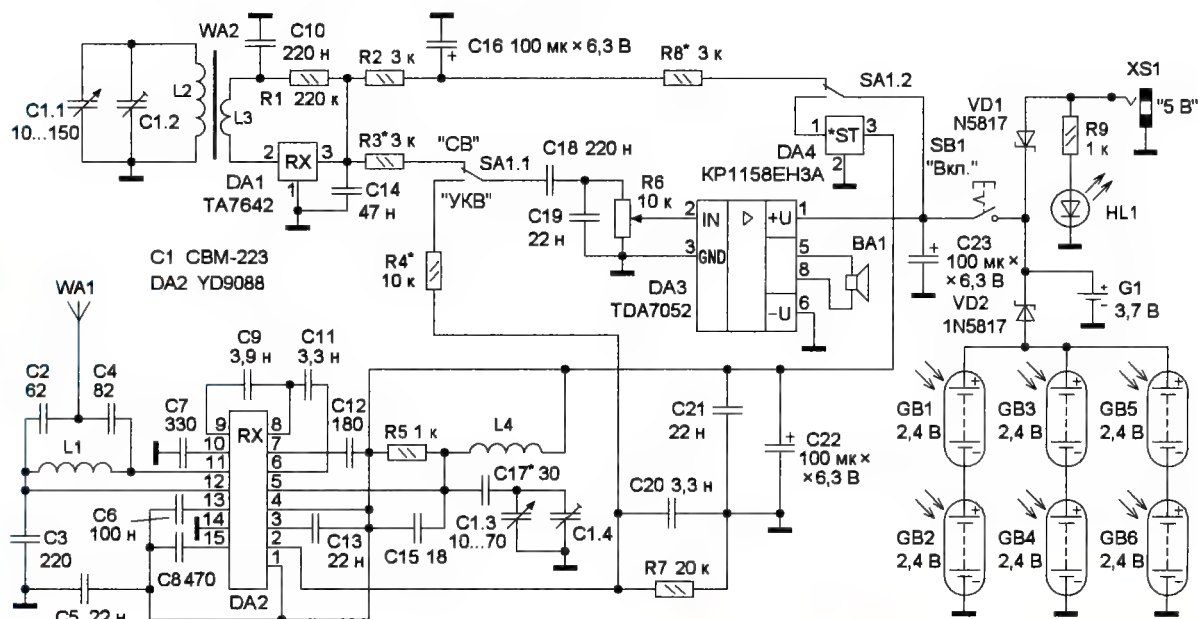 WA2
C10
220 н
C16 100 мк × 6,3 В
R2 3 к
R8* 3 к
SA1.2
XS1
"5 В"
C1.1
10...150
C1.2
L2
L3
R1
220 к
R3* 3 к
"СВ"
SA1.1
C18 220 н
1
*ST
3
2
DA4
КР1158ЕН3А
SB1
"Вкл."
VD1
N5817
R9
1 к
HL1
2
RX
3
1
DA1
TA7642
C14
47 н
"УКВ"
C19
22 н
R6
10 к
2
IN
3
GND
+U
1
5
8
-U
6
BA1
DA3
TDA7052
C23
100 мк ×
×6,3 В
C1 CBM-223
DA2 YD9088
R4*
10 к
VD2
1N5817
G1
3,7 В
WA1
C2
62
C4
82
C9
3,9 н
C11
3,3 н
C7
330
C12
180
L1
9
10
11
12
13
14
15
RX
8
7
6
5
4
3
2
1
DA2
R5 1 к
L4
C17* 30
C21
22 н
C22
100 мк ×
×6,3 В
C6
100 н
C3
220
C8 470
C5 22 н
C13
22 н
C15 18
C1.3
10...70
C1.4
C20 3,3 н
R7 20 к
GB1
2,4 В
GB3
2,4 В
GB5
2,4 В
GB2
2,4 В
GB4
2,4 В
GB6
2,4 В